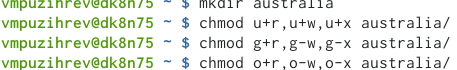 vmpuzihrev@dk8n75 ~ $ mkdir australia
vmpuzihrev@dk8n75 ~ $ chmod u+r,u+w,u+x australia/
vmpuzihrev@dk8n75 ~ $ chmod g+r,g-w,g-x australia/
vmpuzihrev@dk8n75 ~ $ chmod o+r,o-w,o-x australia/